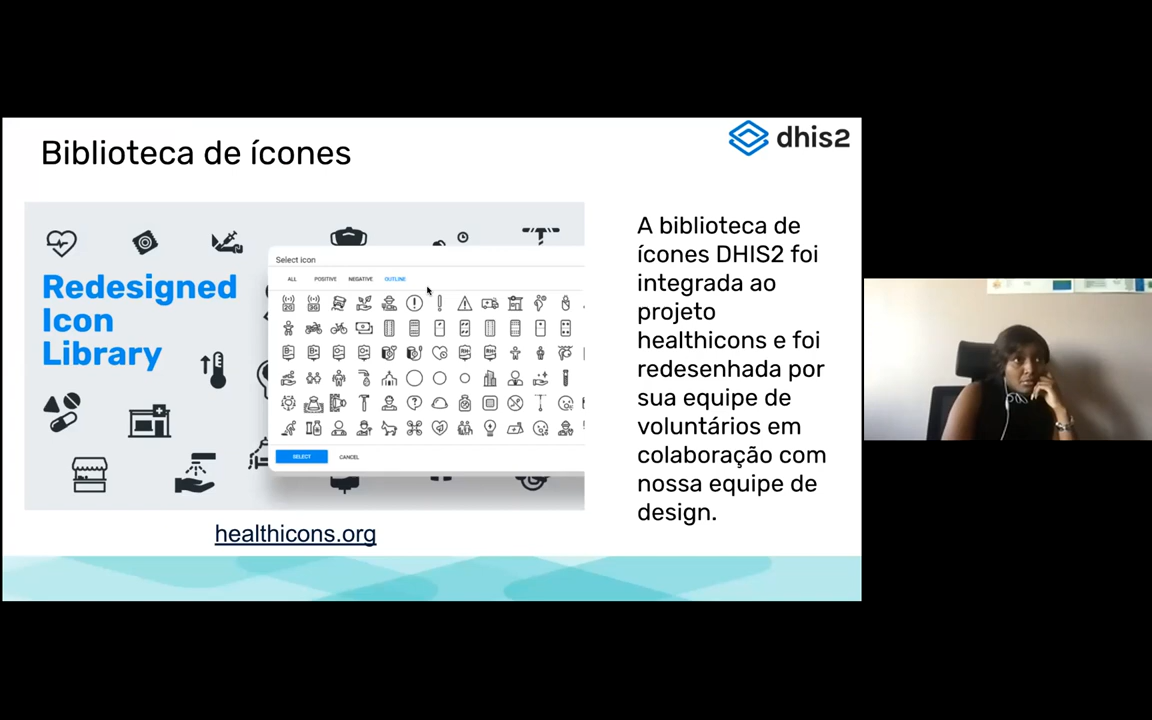 Biblioteca de ícones
dhis2
Redesigned
Icon
Library
Select icon
ALL POSITIVE NEGATIVE OUTLINE
SELECT CANCEL
healthicons.org
A biblioteca de
ícones DHIS2 foi
integrada ao
projeto
healthicons e foi
redesenhada por
sua equipe de
voluntários em
colaboração com
nossa equipe de
design.